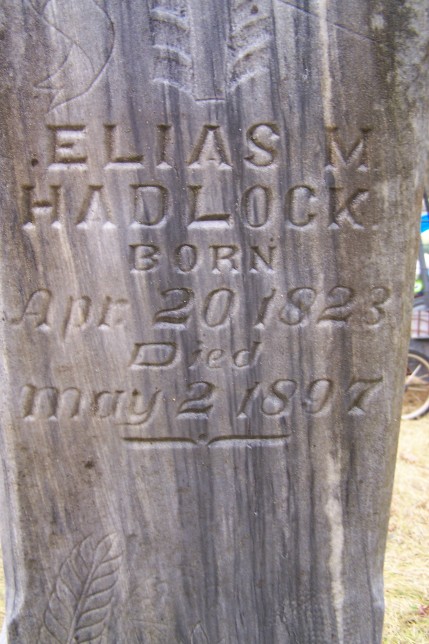 ELIAS M
HADLOCK
BORN
Apr 20 1823
Died
May 2 1897